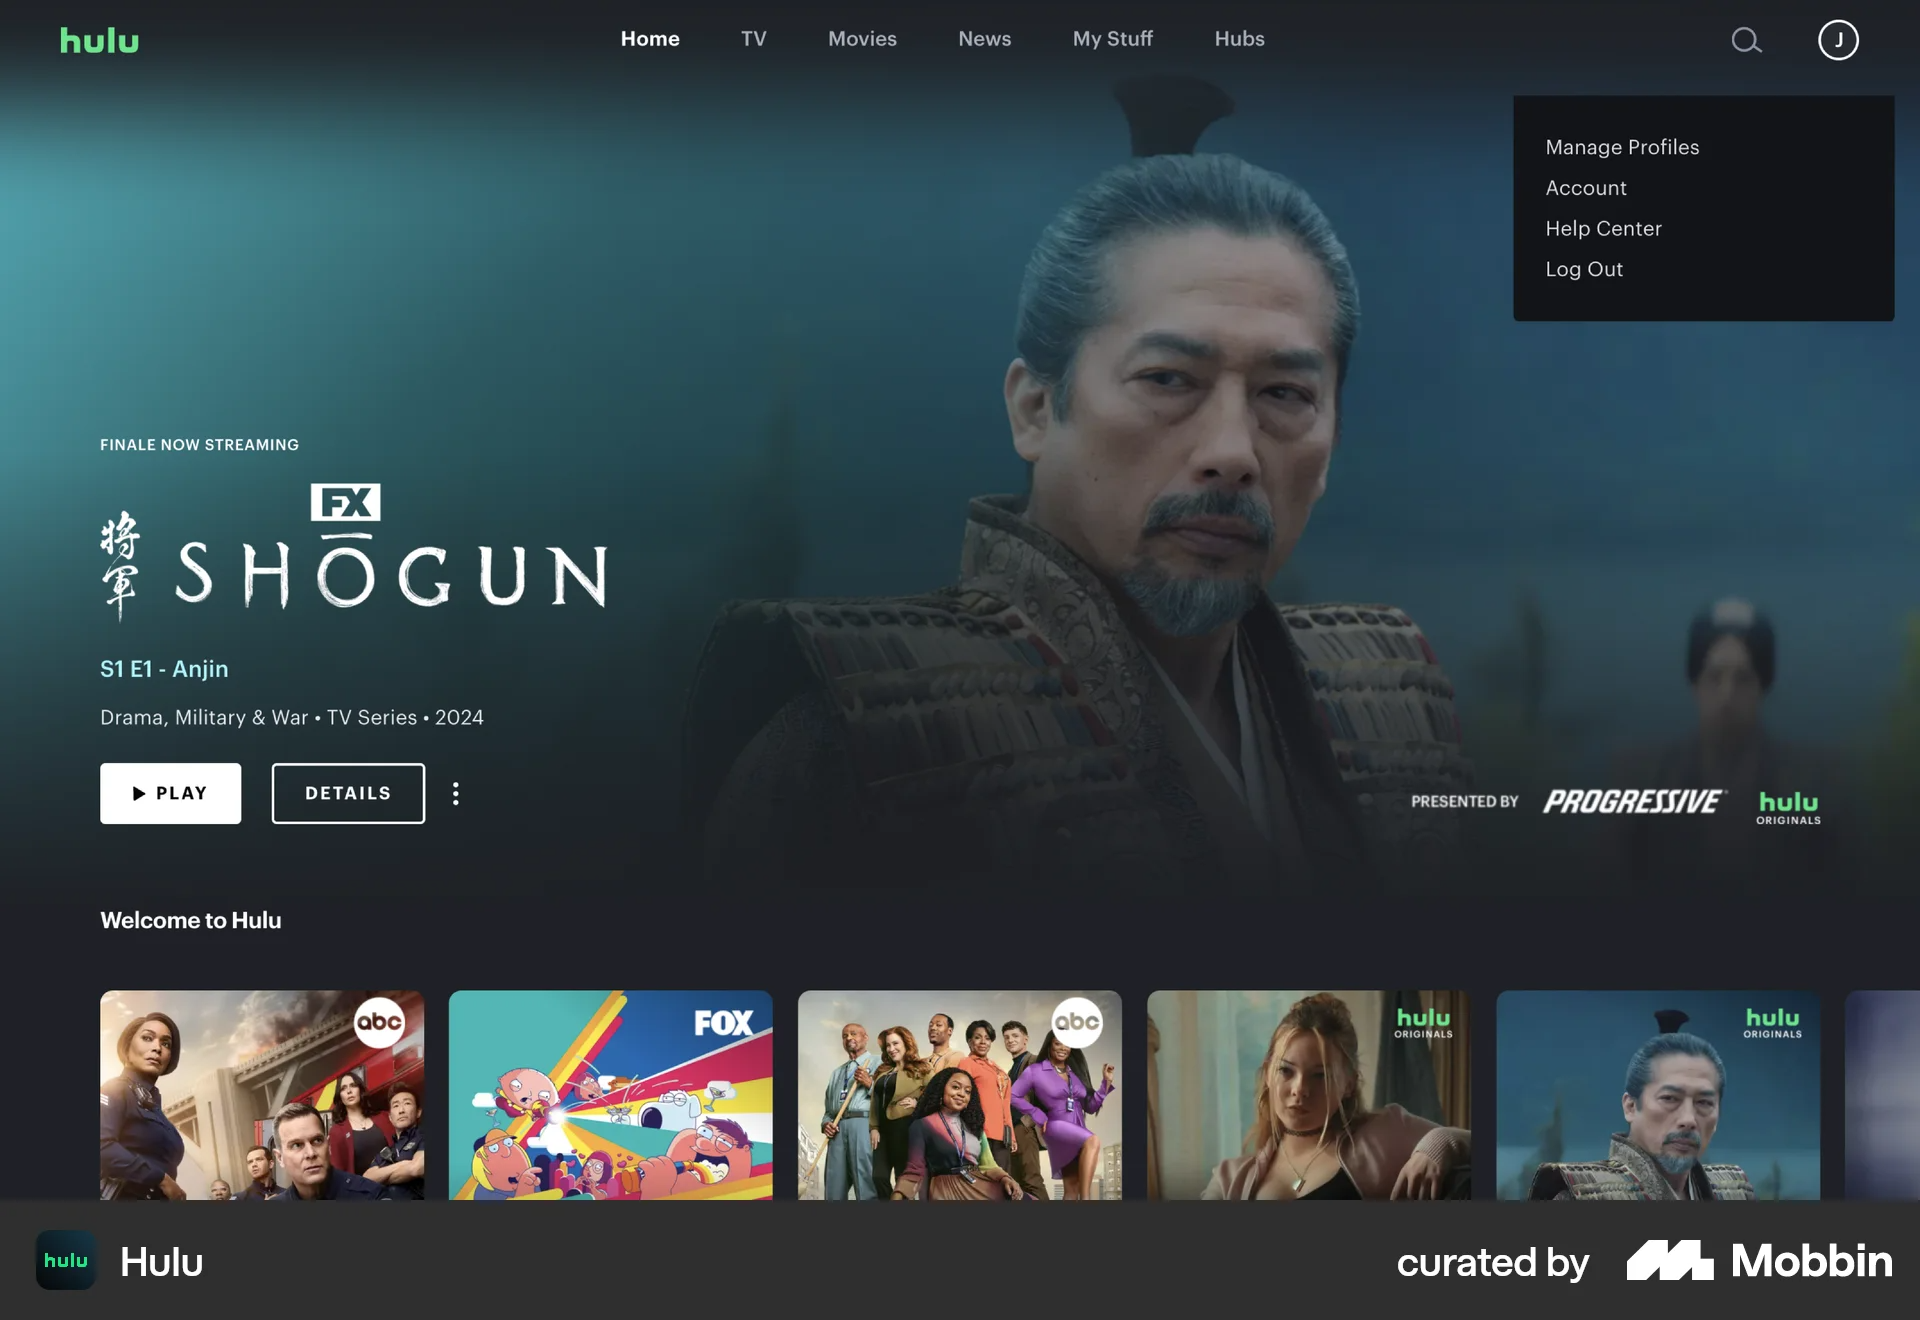 hulu
Home TV Movies News My Stuff Hubs
J
Manage Profiles
Account
Help Center
Log Out
FINALE NOW STREAMING
FX
将軍
SHŌGUN
S1 E1 - Anjin
Drama, Military & War • TV Series • 2024
PLAY DETAILS
PRESENTED BY PROGRESSIVE hulu ORIGINALS
Welcome to Hulu
abc
FOX
abc
hulu ORIGINALS
hulu ORIGINALS
hulu Hulu
curated by Mobbin